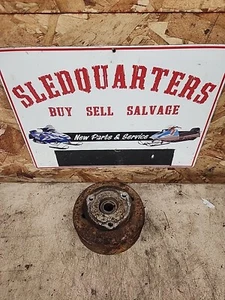 SLEDQUARTERS
BUY SELL SALVAGE
New Parts & Service